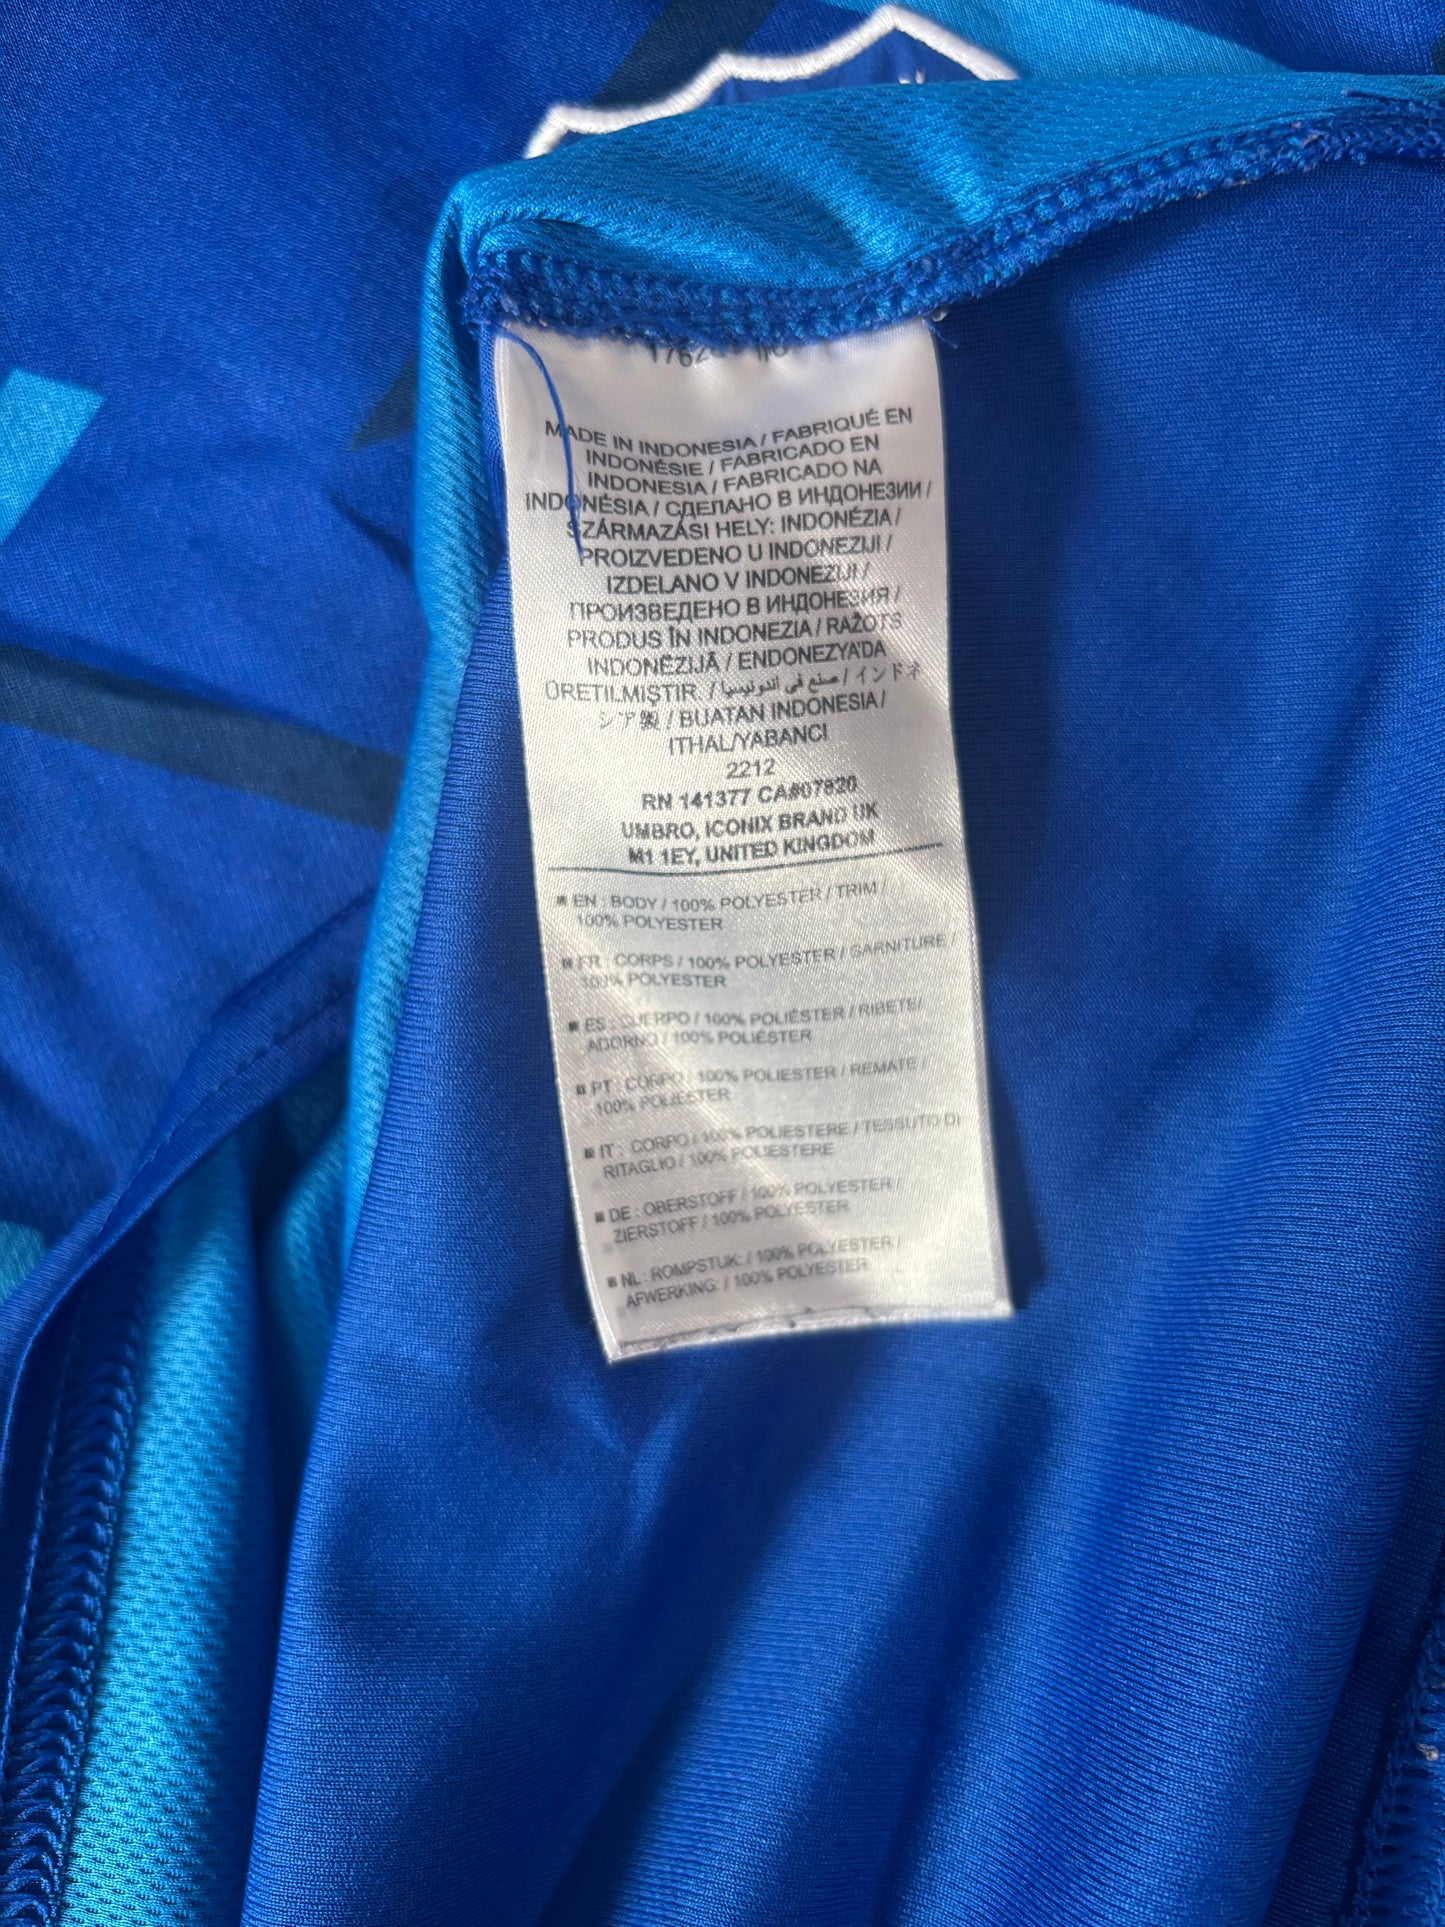 MADE IN INDONESIA / FABRIQUÉ EN
INDONÉSIE / FABRICADO EN
INDONESIA / FABRICADO NA
INDONÉSIA / СДЕЛАНО В ИНДОНЕЗИИ /
SZÁRMAZÁSI HELY: INDONÉZIA /
PROIZVEDENO U INDONEZIJI /
IZDELANO V INDONEZIJI /
ПРОИЗВЕДЕНО В ИНДОНЕЗИЯ /
PRODUS ÎN INDONEZIA / RAŽOTS
INDONĒZIJĀ / ENDONEZYA'DA
ÜRETİLMİŞTİR. / صنع في أندونيسيا / インドネ
シア製 / BUATAN INDONESIA /
ITHAL/YABANCI
2212
RN 141377 CA#07820
UMBRO, ICONIX BRAND UK
M1 1EY, UNITED KINGDOM
■ EN : BODY / 100% POLYESTER / TRIM /
100% POLYESTER
■ FR : CORPS / 100% POLYESTER / GARNITURE /
100% POLYESTER
■ ES : CUERPO / 100% POLIÉSTER / RIBETE/
ADORNO / 100% POLIÉSTER
■ PT : CORPO / 100% POLIESTER / REMATE /
100% POLIESTER
■ IT : CORPO / 100% POLIESTERE / TESSUTO DI
RITAGLIO / 100% POLIESTERE
■ DE : OBERSTOFF / 100% POLYESTER /
ZIERSTOFF / 100% POLYESTER
■ NL : ROMPSTUK: / 100% POLYESTER /
AFWERKING: / 100% POLYESTER